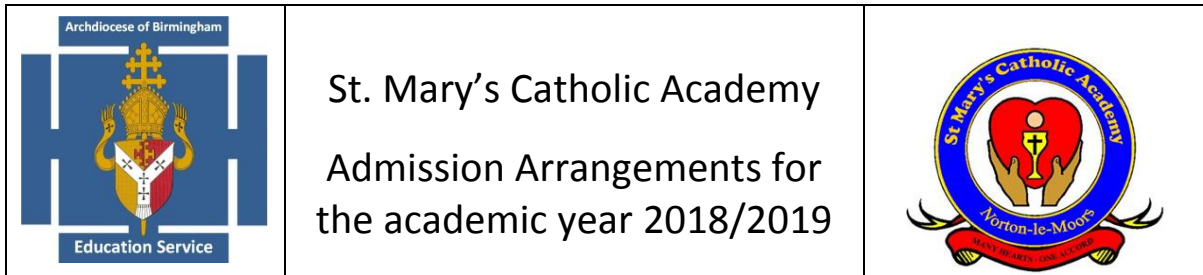 Archdiocese of Birmingham
Education Service
St. Mary's Catholic Academy
Admission Arrangements for
the academic year 2018/2019
St Mary's Catholic Academy
Norton-le-Moors
MANY HEARTS - ONE ACCORD